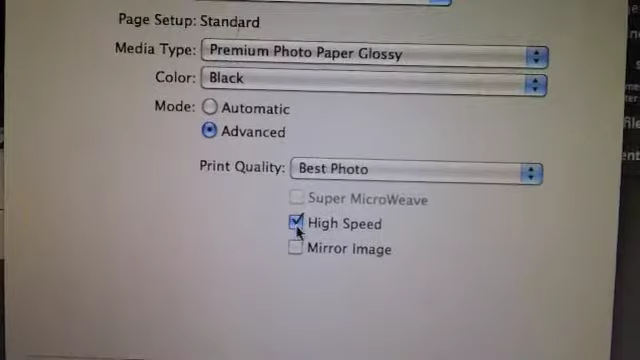 Page Setup: Standard
Media Type: Premium Photo Paper Glossy
Color: Black
Mode: Automatic
Advanced
Print Quality: Best Photo
Super MicroWeave
High Speed
Mirror Image